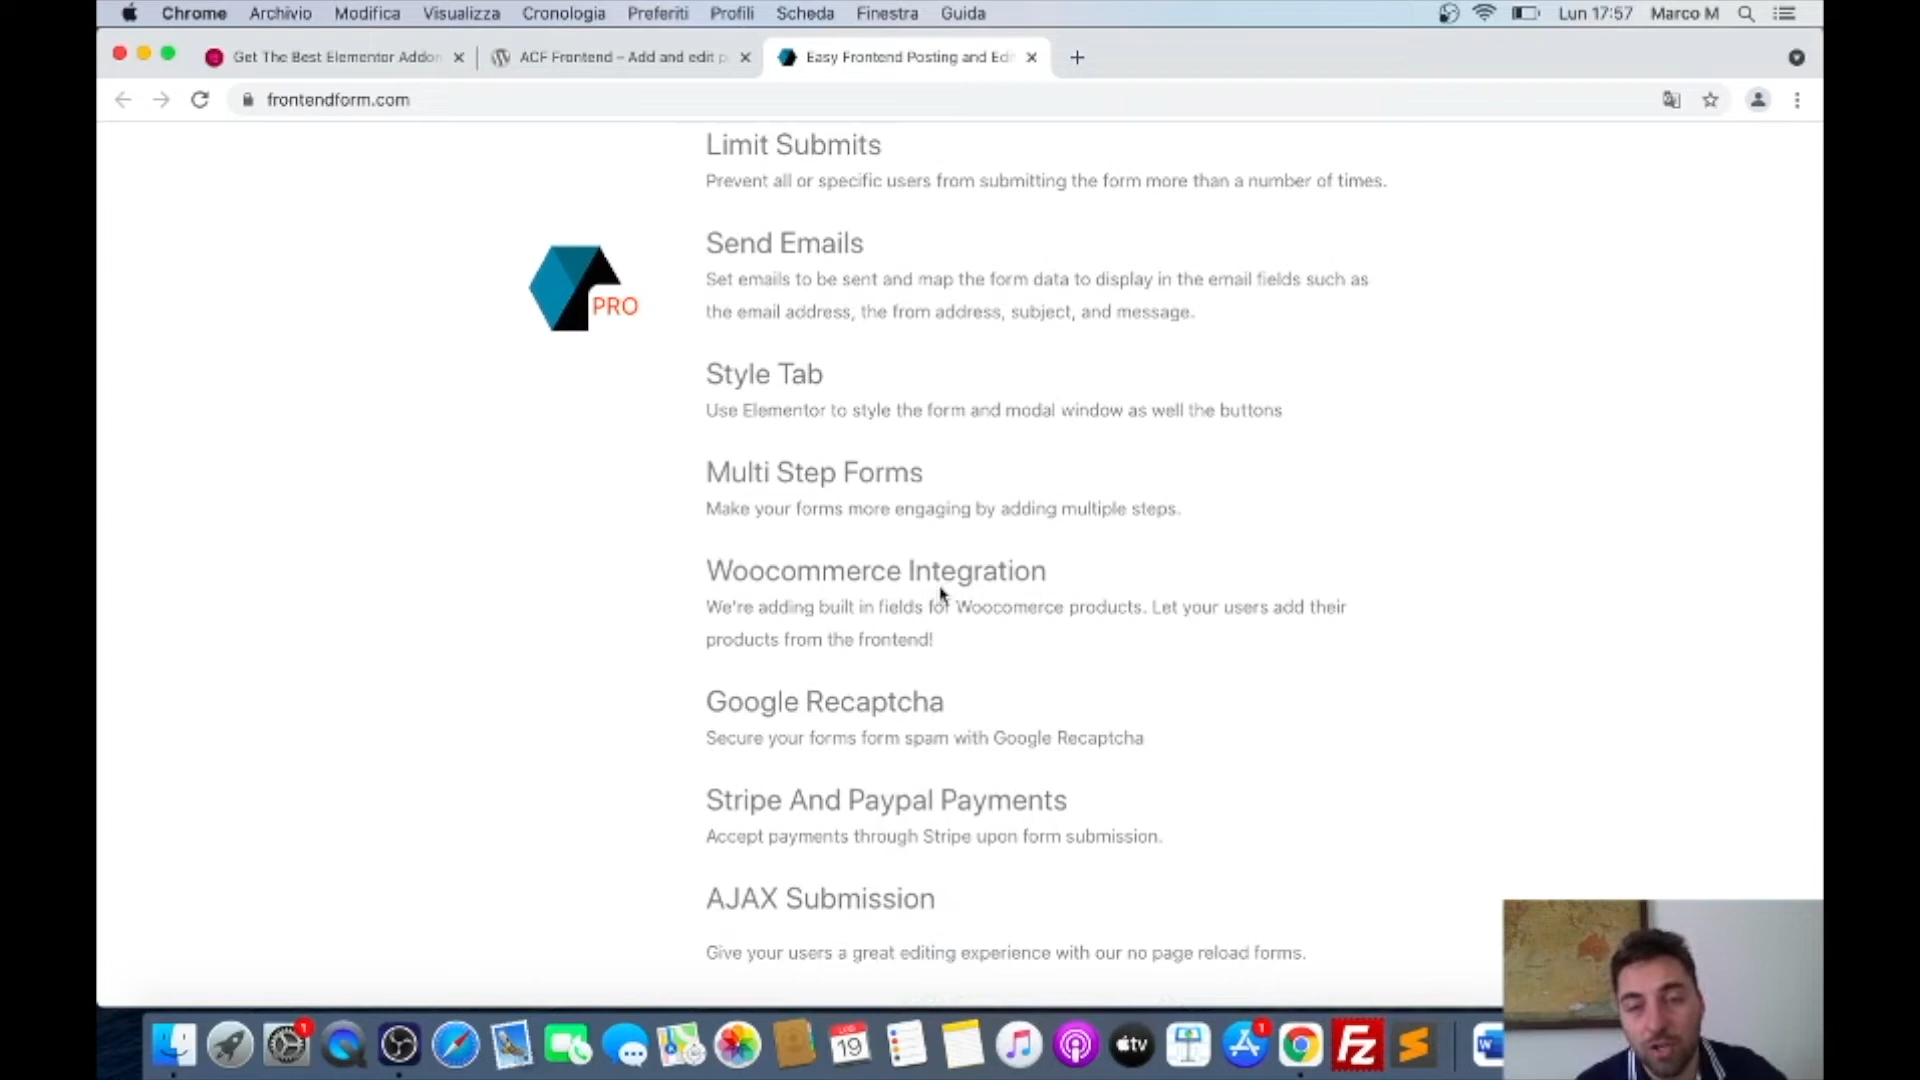 Chrome Archivio Modifica Visualizza Cronologia Preferiti Profili Scheda Finestra Guida Lun 17:57 Marco M
Get The Best Elementor Addon ACF Frontend – Add and edit p Easy Frontend Posting and Edi
frontendform.com
Limit Submits
Prevent all or specific users from submitting the form more than a number of times.
PRO
Send Emails
Set emails to be sent and map the form data to display in the email fields such as
the email address, the from address, subject, and message.
Style Tab
Use Elementor to style the form and modal window as well the buttons
Multi Step Forms
Make your forms more engaging by adding multiple steps.
Woocommerce Integration
We're adding built in fields for Woocomerce products. Let your users add their
products from the frontend!
Google Recaptcha
Secure your forms form spam with Google Recaptcha
Stripe And Paypal Payments
Accept payments through Stripe upon form submission.
AJAX Submission
Give your users a great editing experience with our no page reload forms.
1 LUG 19 tv 1 Fz W